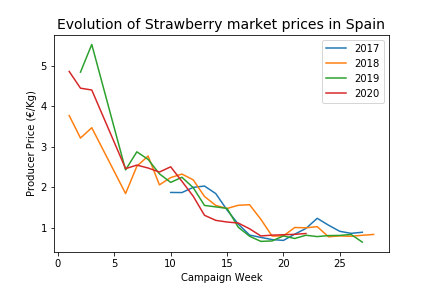 Evolution of Strawberry market prices in Spain
2017
2018
2019
2020
Producer Price (€/Kg)
5
4
3
2
1
0 5 10 15 20 25
Campaign Week